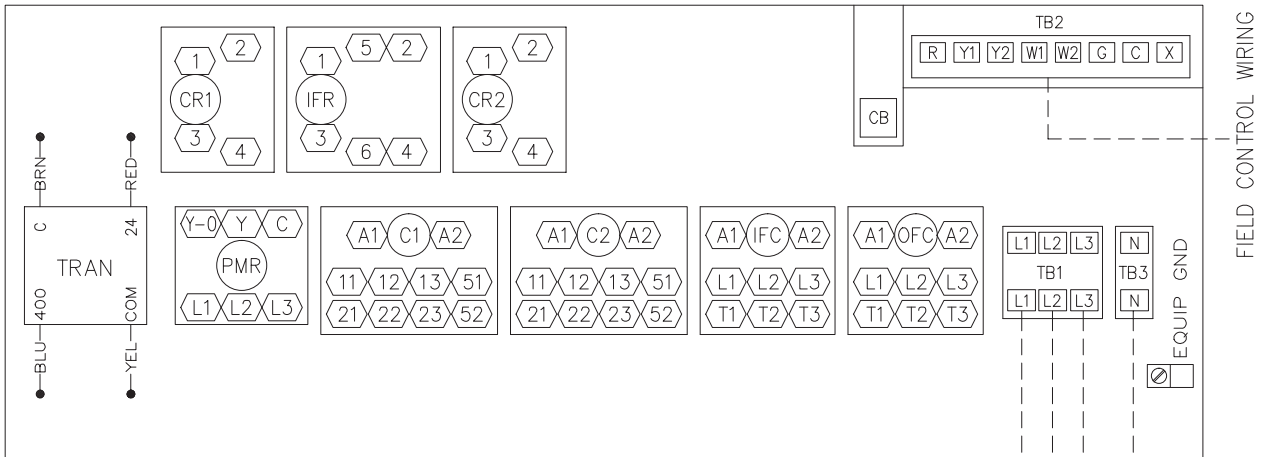 TB2
R Y1 Y2 W1 W2 G C X
FIELD CONTROL WIRING
CB
1 2
CR1
3 4
1 5 2
IFR
3 6 4
1 2
CR2
3 4
BRN RED
C 24
TRAN
400 COM
BLU YEL
Y-0 Y C
PMR
L1 L2 L3
A1 C1 A2
11 12 13 51
21 22 23 52
A1 C2 A2
11 12 13 51
21 22 23 52
A1 IFC A2
L1 L2 L3
T1 T2 T3
A1 OFC A2
L1 L2 L3
T1 T2 T3
L1 L2 L3
TB1
L1 L2 L3
N
TB3
N
EQUIP GND